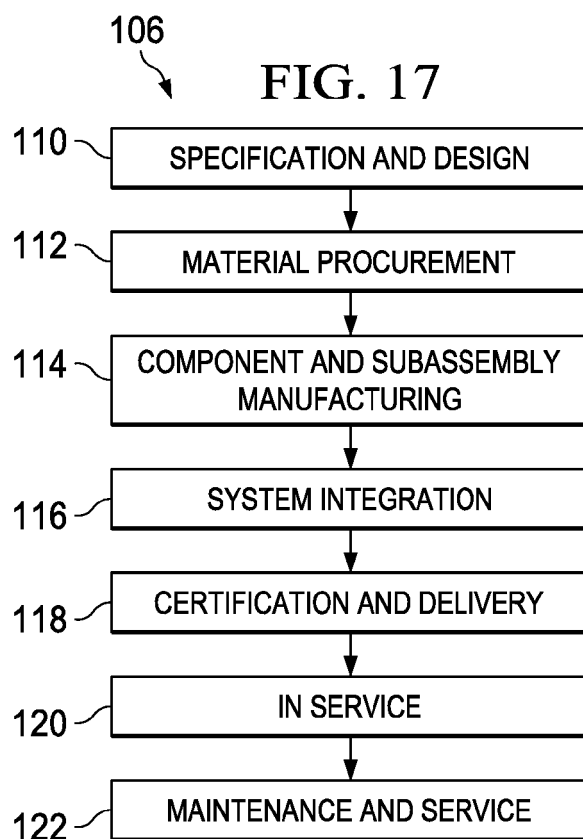 106
FIG. 17
110
SPECIFICATION AND DESIGN
112
MATERIAL PROCUREMENT
114
COMPONENT AND SUBASSEMBLY
MANUFACTURING
116
SYSTEM INTEGRATION
118
CERTIFICATION AND DELIVERY
120
IN SERVICE
122
MAINTENANCE AND SERVICE